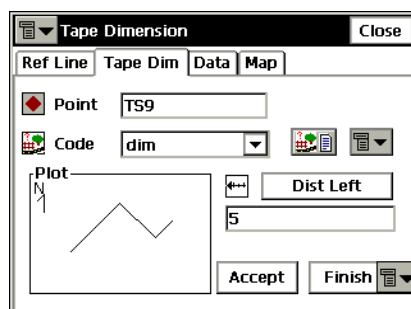 Tape Dimension Close
Ref Line Tape Dim Data Map
Point TS9
Code dim
Plot
N
Dist Left
5
Accept Finish